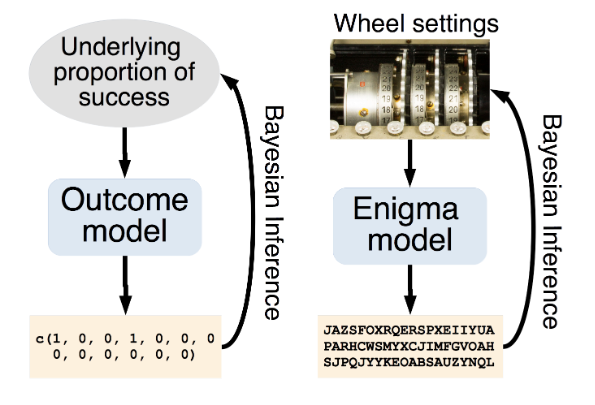 Underlying
proportion of
success
Outcome
model
c(1, 0, 0, 1, 0, 0, 0
0, 0, 0, 0, 0, 0)
Bayesian Inference
Wheel settings
Enigma
model
JAZSFOXRQERSPXEIIYUA
PARHCWSMYXCJIMFGVOAH
SJPQJYYKEOABSAUZYNQL
Bayesian Inference